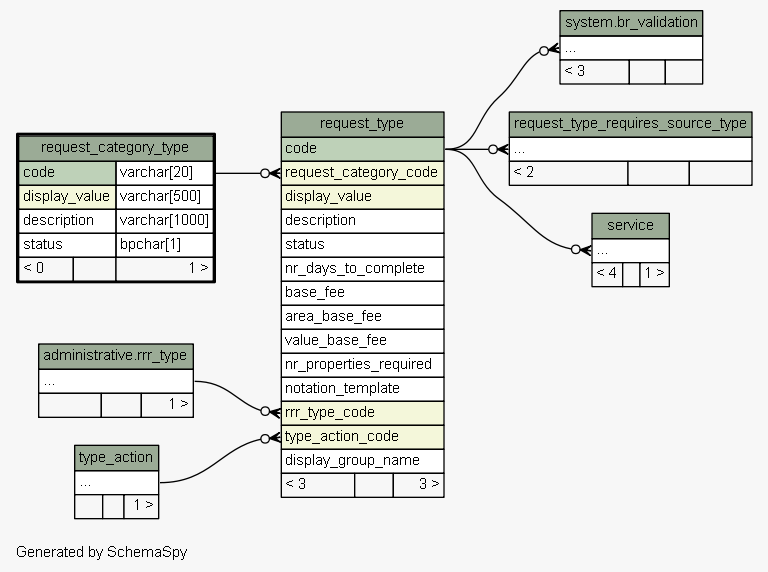 system.br_validation
...
< 3
request_type
code
request_category_code
display_value
description
status
nr_days_to_complete
base_fee
area_base_fee
value_base_fee
nr_properties_required
notation_template
rrr_type_code
type_action_code
display_group_name
< 3 3 >
request_type_requires_source_type
...
< 2
request_category_type
code varchar[20]
display_value varchar[500]
description varchar[1000]
status bpchar[1]
< 0 1 >
service
...
< 4 1 >
administrative.rrr_type
...
1 >
type_action
...
1 >
Generated by SchemaSpy